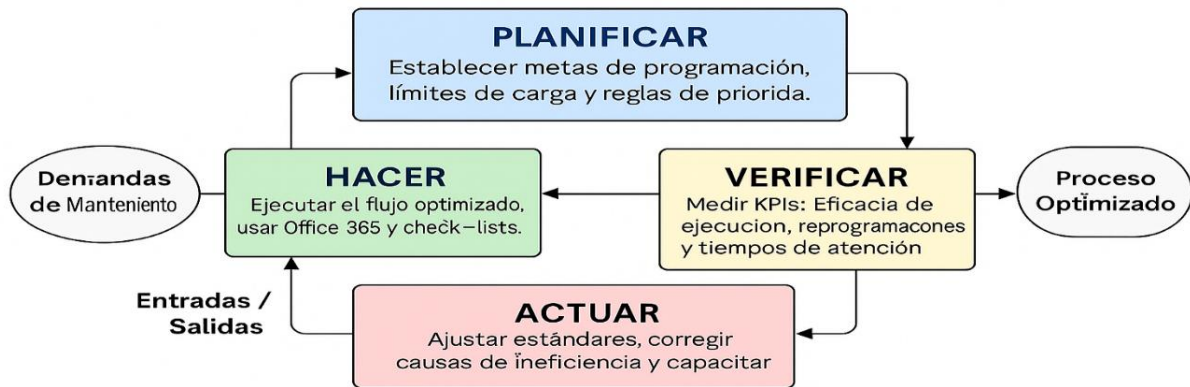 PLANIFICAR
Establecer metas de programación,
límites de carga y reglas de priorida.
Demandas
de Manteniento
HACER
Ejecutar el flujo optimizado,
usar Office 365 y check-lists.
VERIFICAR
Medir KPIs: Eficacia de
ejecucion, reprogramacones
y tiempos de atención
Proceso
Optimizado
Entradas /
Salidas
ACTUAR
Ajustar estándares, corregir
causas de ineficiencia y capacitar